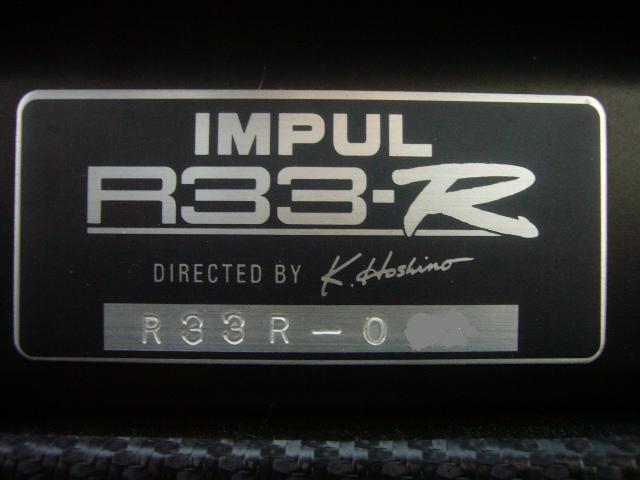 IMPUL
R33-R
DIRECTED BY K. Hoshino
R33R-0